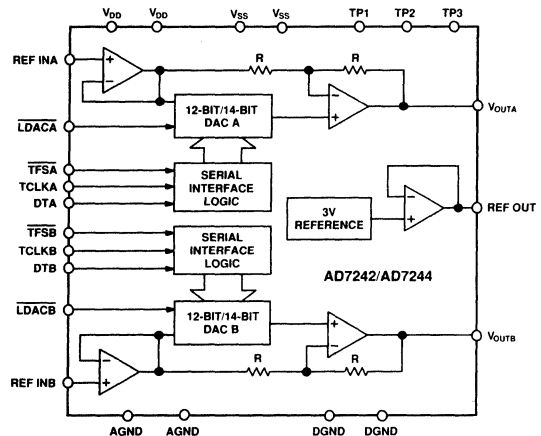 VDD VDD VSS VSS TP1 TP2 TP3
REF INA
R R
12-BIT/14-BIT
DAC A
VOUTA
LDACA
TFSA
TCLKA
DTA
SERIAL
INTERFACE
LOGIC
3V
REFERENCE
REF OUT
TFSB
TCLKB
DTB
SERIAL
INTERFACE
LOGIC
AD7242/AD7244
LDACB
12-BIT/14-BIT
DAC B
VOUTB
R R
REF INB
AGND AGND DGND DGND